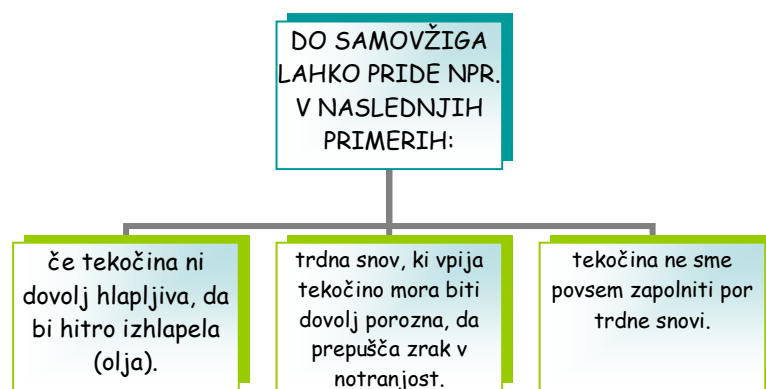 DO SAMOVŽIGA
LAHKO PRIDE NPR.
V NASLEDNJIH
PRIMERIH:
če tekočina ni
dovolj hlapljiva, da
bi hitro izhlapela
(olja).
trdna snov, ki vpija
tekočino mora biti
dovolj porozna, da
prepušča zrak v
notranjost.
tekočina ne sme
povsem zapolniti por
trdne snovi.